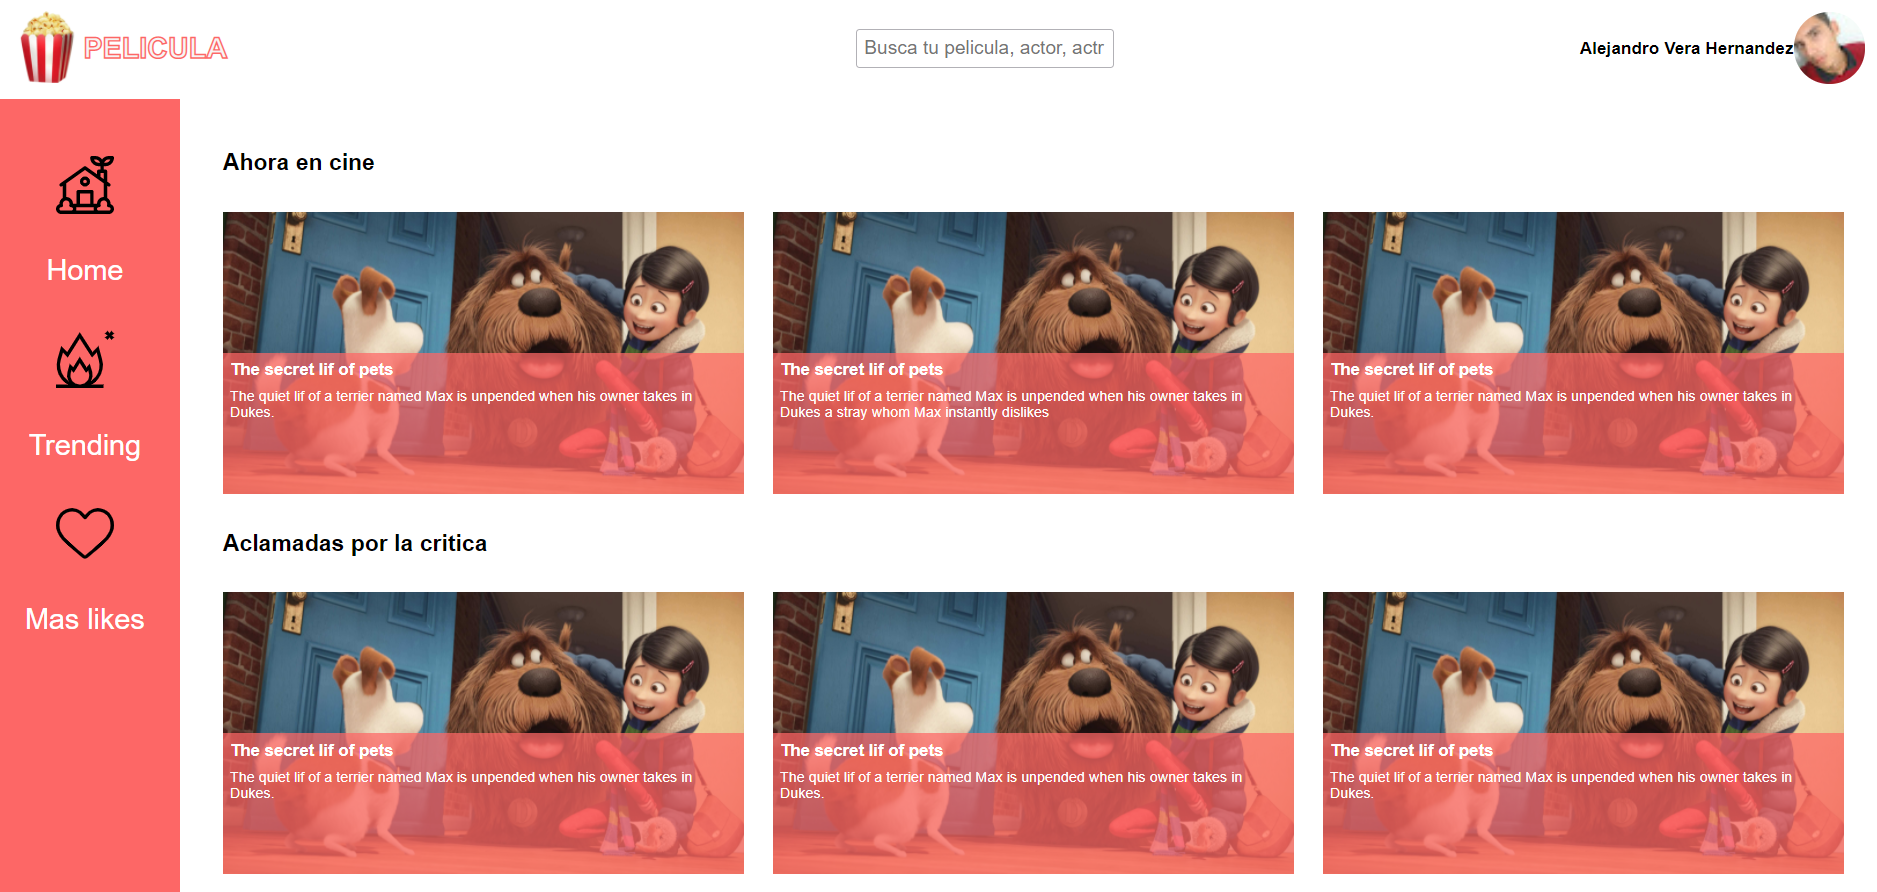 PELICULA
Busca tu pelicula, actor, actr
Alejandro Vera Hernandez
Home
Trending
Mas likes
Ahora en cine
The secret lif of pets
The quiet lif of a terrier named Max is unpended when his owner takes in
Dukes.
The secret lif of pets
The quiet lif of a terrier named Max is unpended when his owner takes in
Dukes a stray whom Max instantly dislikes
The secret lif of pets
The quiet lif of a terrier named Max is unpended when his owner takes in
Dukes.
Aclamadas por la critica
The secret lif of pets
The quiet lif of a terrier named Max is unpended when his owner takes in
Dukes.
The secret lif of pets
The quiet lif of a terrier named Max is unpended when his owner takes in
Dukes.
The secret lif of pets
The quiet lif of a terrier named Max is unpended when his owner takes in
Dukes.